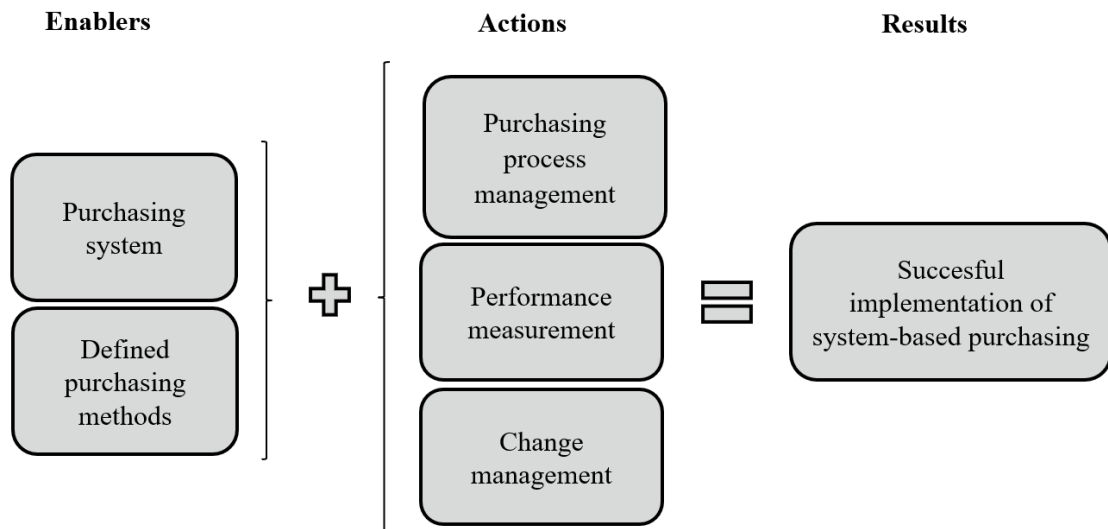 Enablers
Actions
Results
Purchasing
system
Defined
purchasing
methods
Purchasing
process
management
Performance
measurement
Change
management
Succesful
implementation of
system-based purchasing